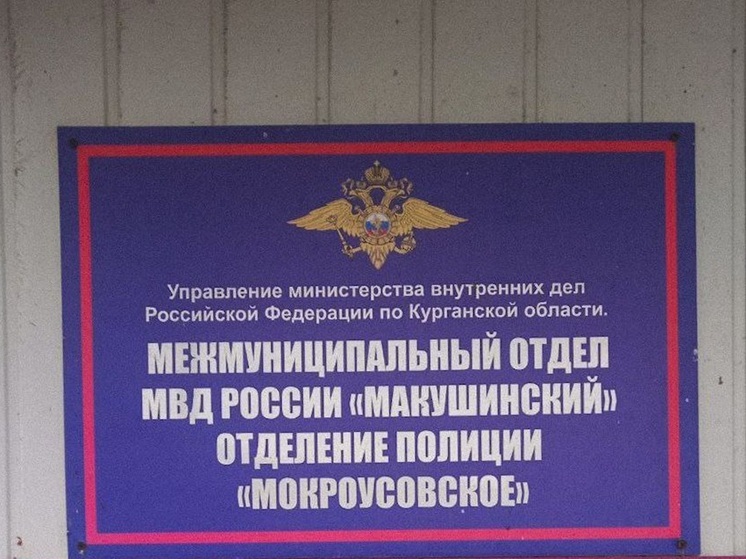 Управление министерства внутренних дел
Российской Федерации по Курганской области.
МЕЖМУНИЦИПАЛЬНЫЙ ОТДЕЛ
МВД РОССИИ «МАКУШИНСКИЙ»
ОТДЕЛЕНИЕ ПОЛИЦИИ
«МОКРОУСОВСКОЕ»